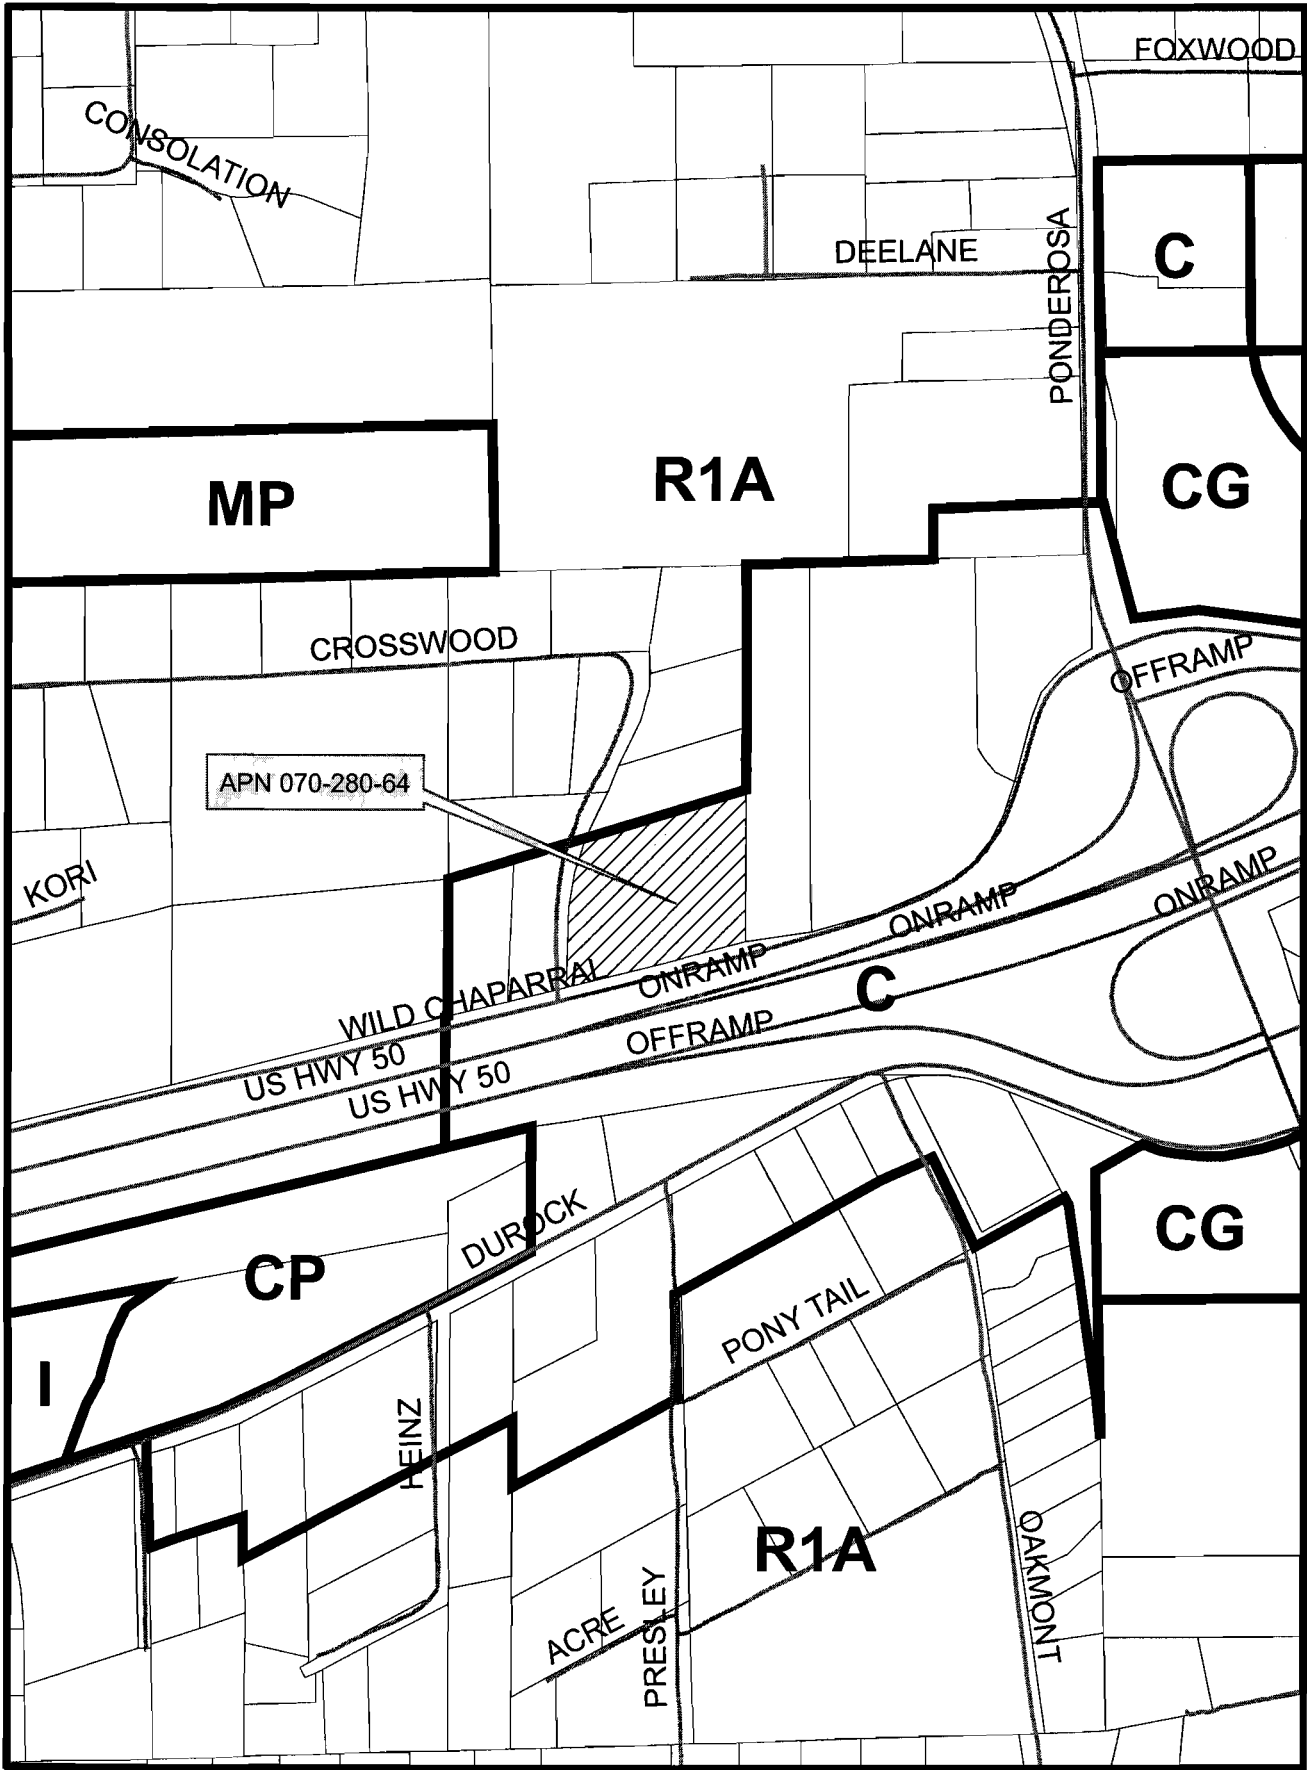 FOXWOOD
CONSOLATION
DEELANE
PONDEROSA
C
MP
R1A
CG
CROSSWOOD
OFFRAMP
APN 070-280-64
KORI
ONRAMP
ONRAMP
ONRAMP
WILD CHAPARRAL
C
OFFRAMP
US HWY 50
US HWY 50
DUROCK
CG
CP
PONY TAIL
I
HEINZ
R1A
OAKMONT
ACRE
PRESLEY